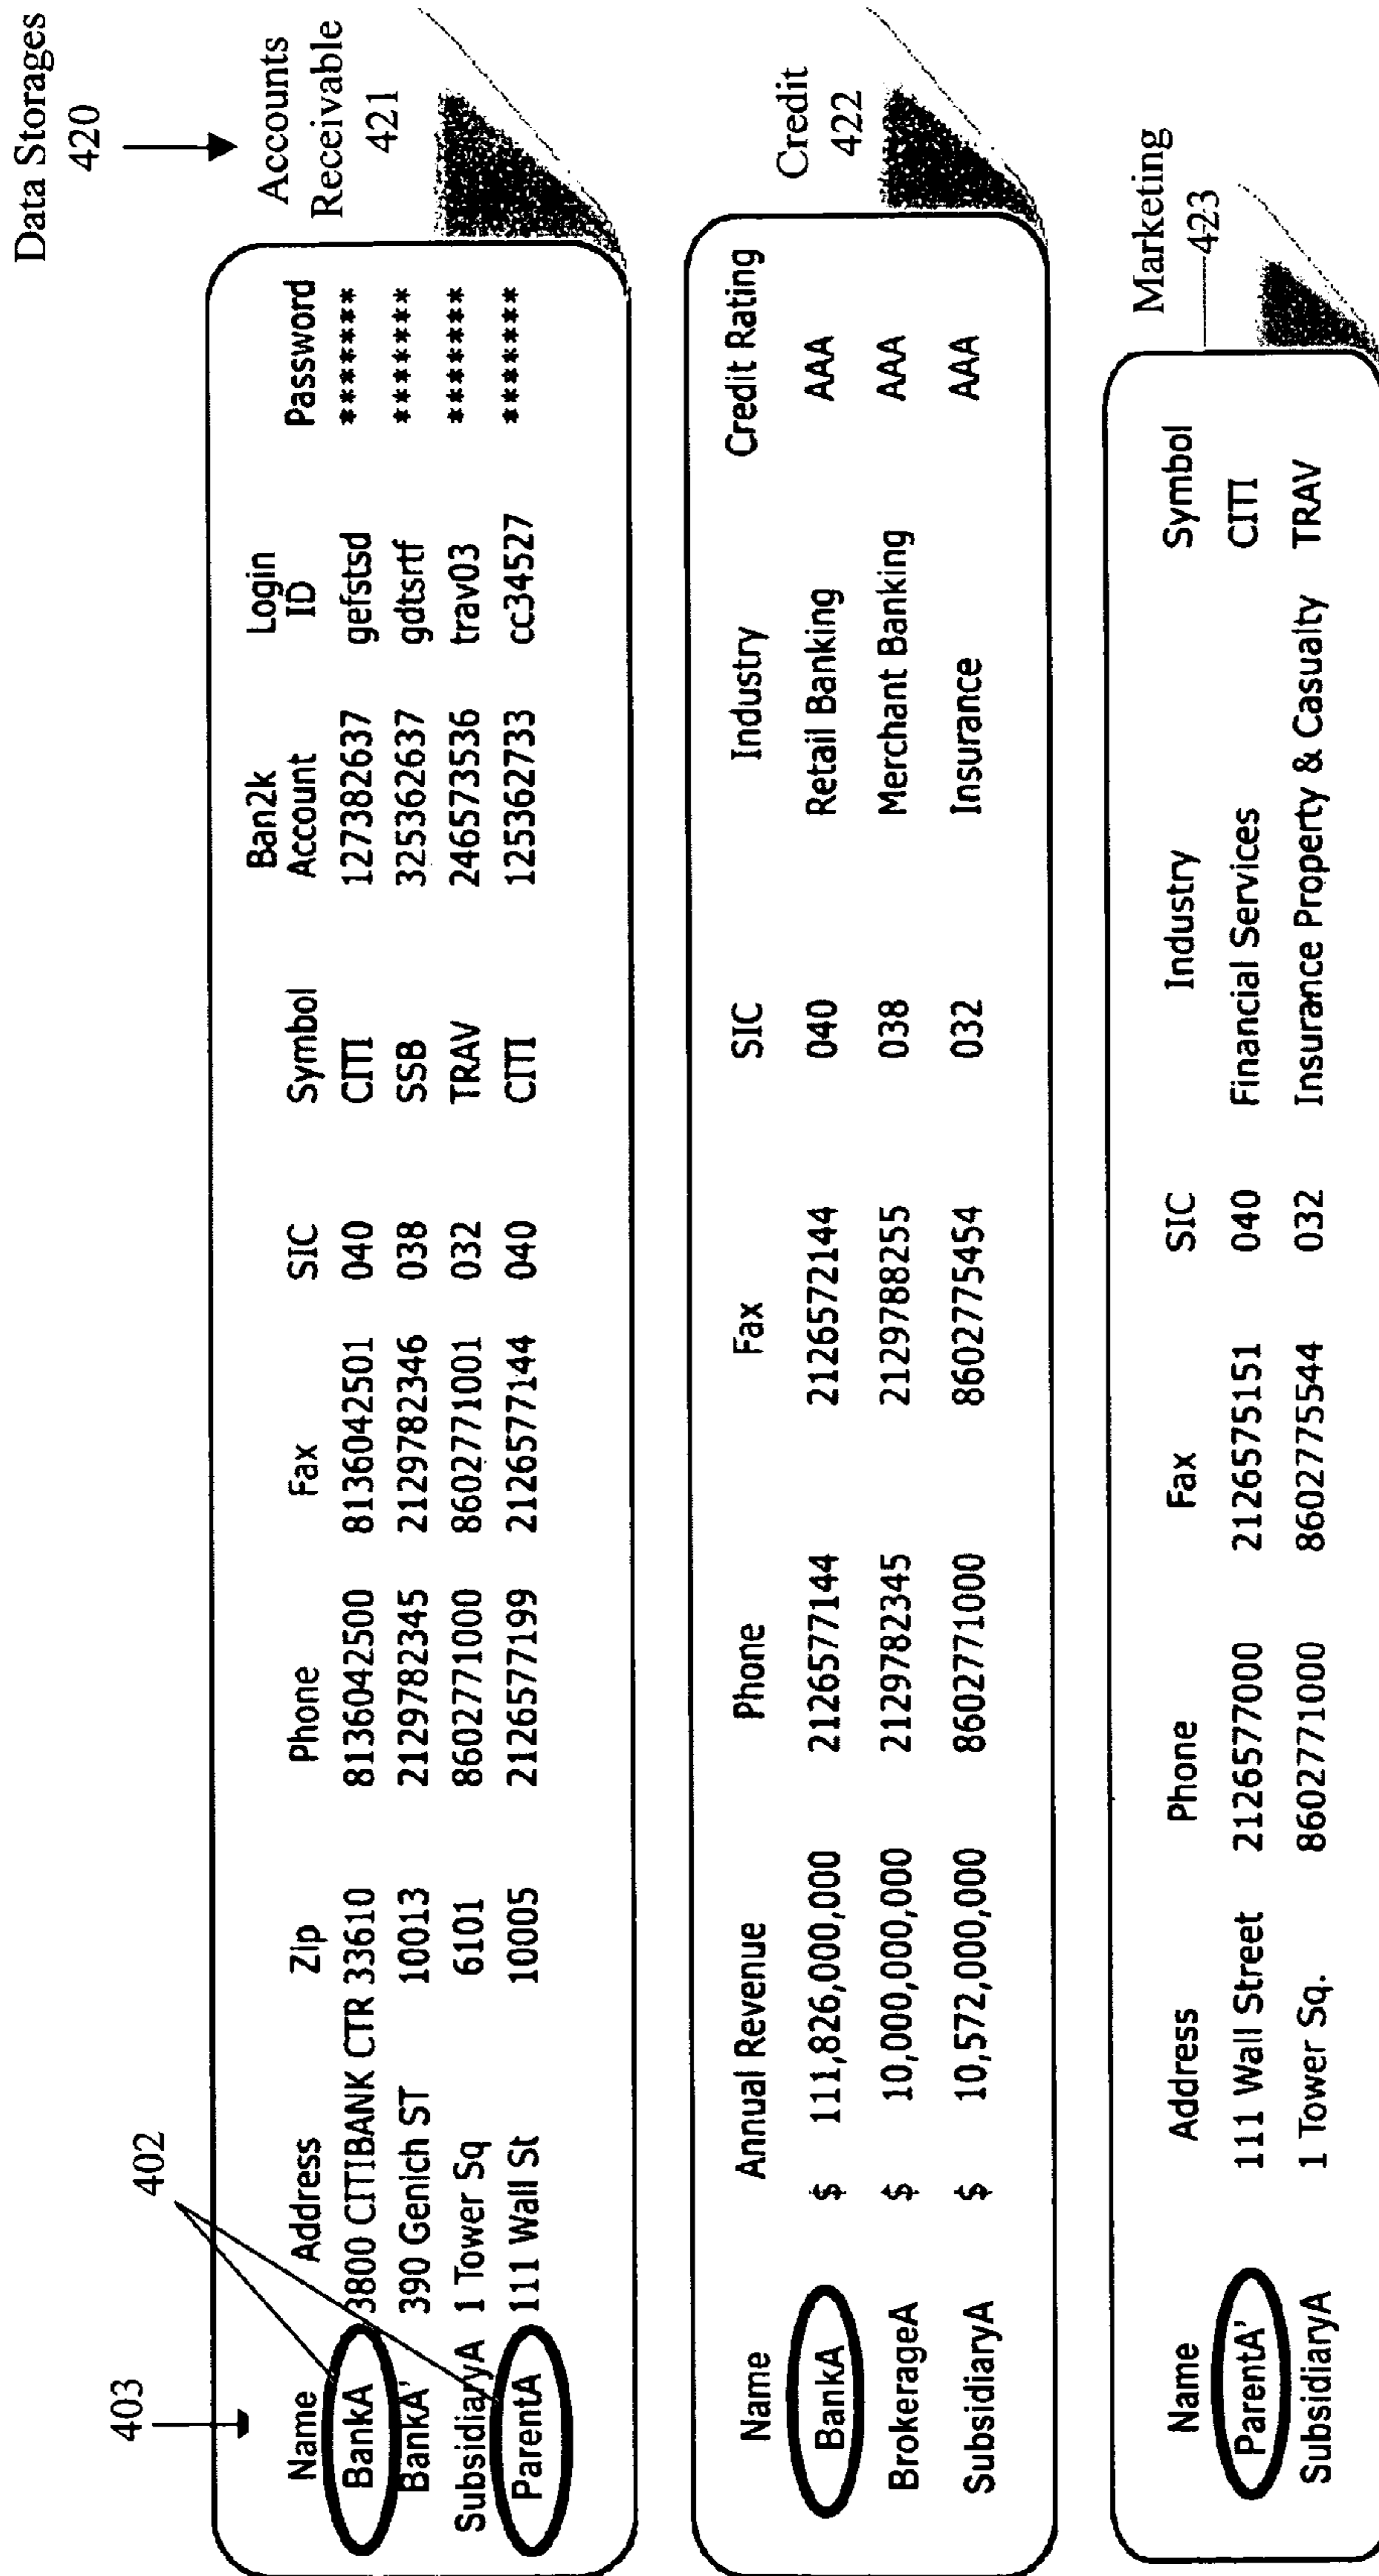 Data Storages
420
Accounts
Receivable
421
403
402
Name Address Zip Phone Fax SIC Symbol Ban2k Account Login ID Password
BankA 3800 CITIBANK CTR 33610 8136042500 8136042501 040 CITI 127382637 gefstsd *******
BankA' 390 Genich ST 10013 2129782345 2129782346 038 SSB 325362637 gdtsrtf *******
SubsidiaryA 1 Tower Sq 6101 8602771000 8602771001 032 TRAV 246573536 trav03 *******
ParentA 111 Wall St 10005 2126577199 2126577144 040 CITI 125362733 cc34527 *******
Credit
422
Name Annual Revenue Phone Fax SIC Industry Credit Rating
BankA $ 111,826,000,000 2126577144 2126572144 040 Retail Banking AAA
BrokerageA $ 10,000,000,000 2129782345 2129788255 038 Merchant Banking AAA
SubsidiaryA $ 10,572,000,000 8602771000 8602775454 032 Insurance AAA
Marketing
423
Name Address Phone Fax SIC Industry Symbol
ParentA' 111 Wall Street 2126577000 2126575151 040 Financial Services CITI
SubsidiaryA 1 Tower Sq. 8602771000 8602775544 032 Insurance Property & Casualty TRAV